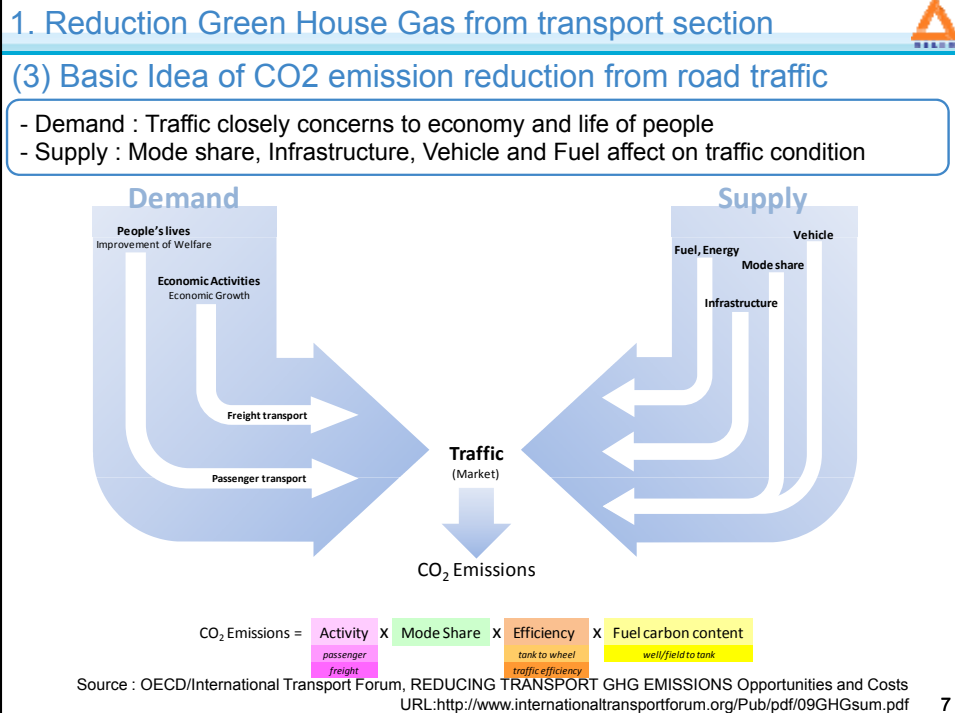 1. Reduction Green House Gas from transport section
(3) Basic Idea of CO2 emission reduction from road traffic
- Demand : Traffic closely concerns to economy and life of people
- Supply : Mode share, Infrastructure, Vehicle and Fuel affect on traffic condition
Demand
People's lives
Improvement of Welfare
Economic Activities
Economic Growth
Freight transport
Passenger transport
Supply
Vehicle
Fuel, Energy
Mode share
Infrastructure
Traffic
(Market)
CO₂ Emissions
CO₂ Emissions = Activity x Mode Share x Efficiency x Fuel carbon content
passenger tank to wheel well/field to tank
freight traffic efficiency
Source : OECD/International Transport Forum, REDUCING TRANSPORT GHG EMISSIONS Opportunities and Costs
URL:http://www.internationaltransportforum.org/Pub/pdf/09GHGsum.pdf 7